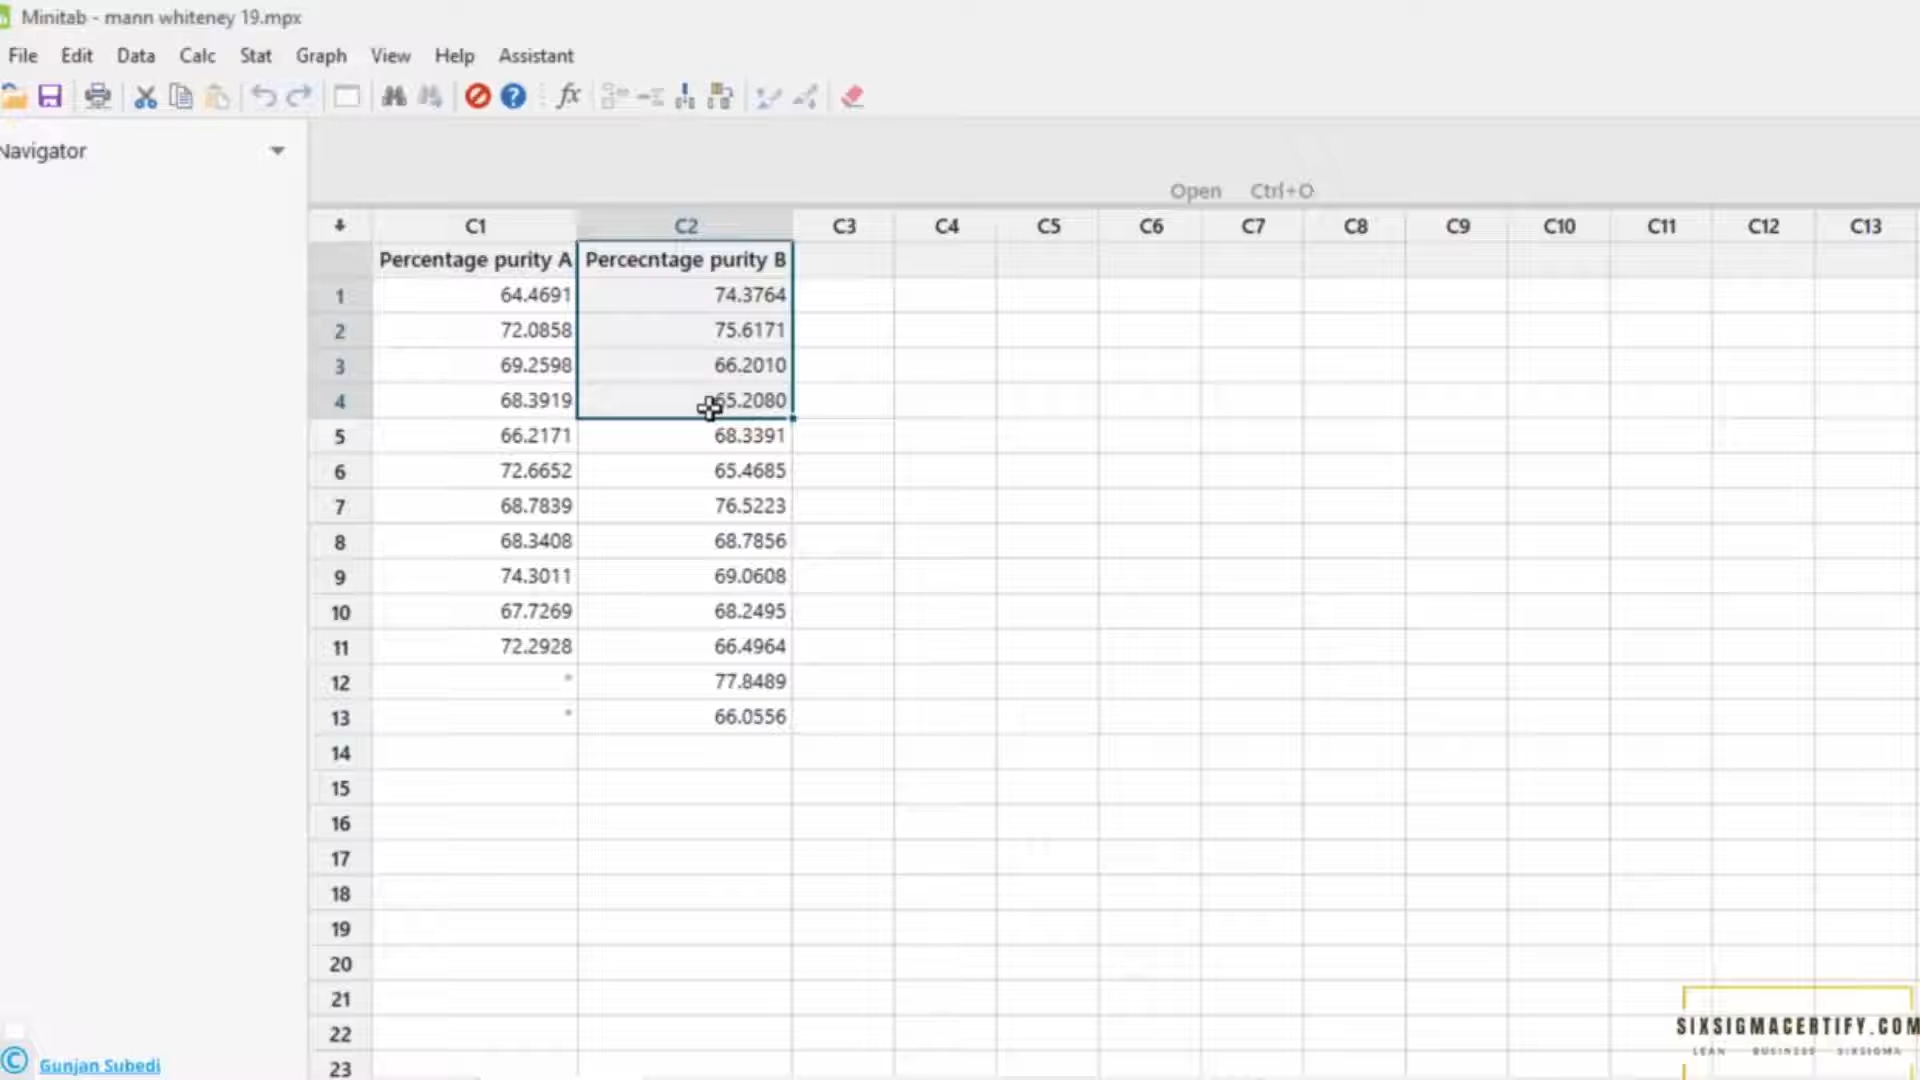 Minitab - mann whiteney 19.mpx
File Edit Data Calc Stat Graph View Help Assistant
Navigator
Open Ctrl+O
C1 C2 C3 C4 C5 C6 C7 C8 C9 C10 C11 C12 C13
Percentage purity A Percecntage purity B
1 64.4691 74.3764
2 72.0858 75.6171
3 69.2598 66.2010
4 68.3919 65.2080
5 66.2171 68.3391
6 72.6652 65.4685
7 68.7839 76.5223
8 68.3408 68.7856
9 74.3011 69.0608
10 67.7269 68.2495
11 72.2928 66.4964
12 * 77.8489
13 * 66.0556
14
15
16
17
18
19
20
21
22
23
SIXSIGMACERTIFY.COM
LEAN BUSINESS SIXSIGMA
© Gunjan Subedi